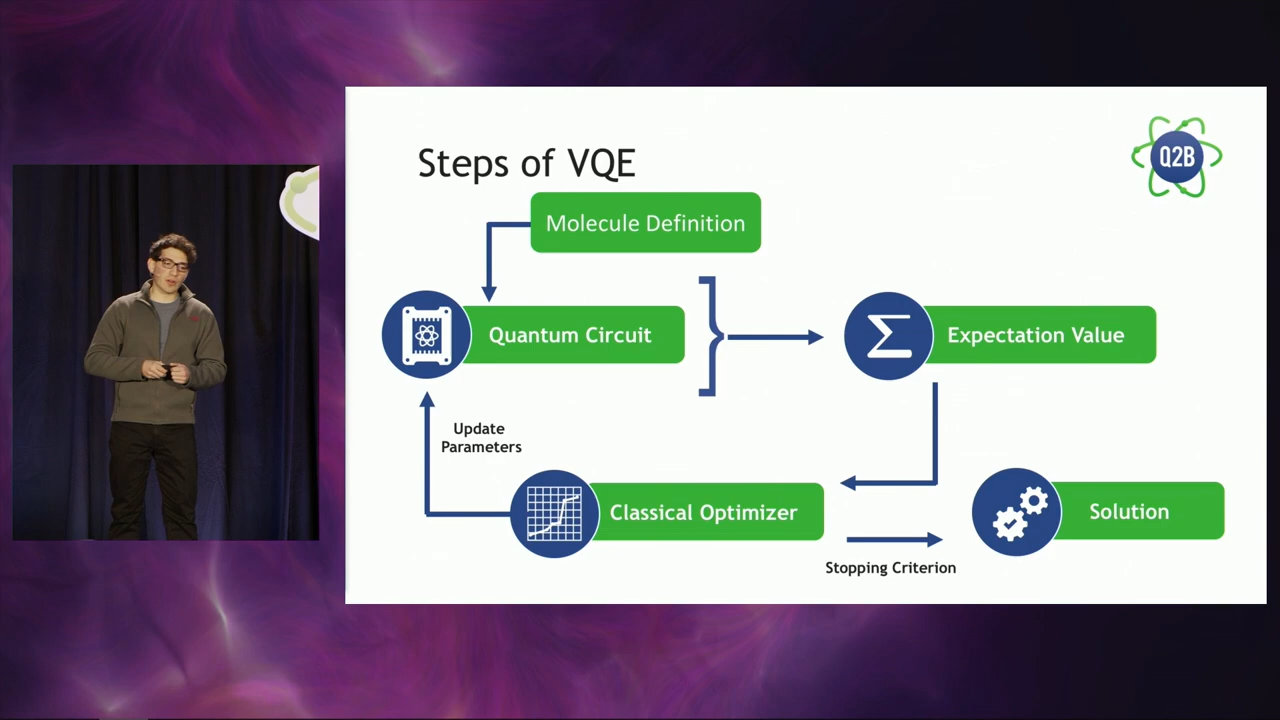 Steps of VQE
Q2B
Molecule Definition
Quantum Circuit
Expectation Value
Update
Parameters
Classical Optimizer
Solution
Stopping Criterion